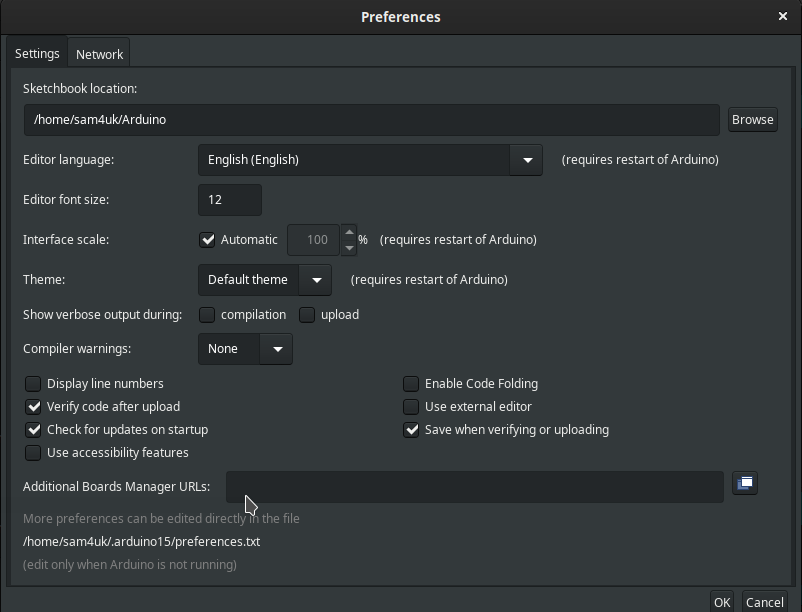 Preferences
Settings
Network
Sketchbook location:
/home/sam4uk/Arduino
Browse
Editor language:
English (English)
(requires restart of Arduino)
Editor font size:
12
Interface scale:
Automatic
100
%
(requires restart of Arduino)
Theme:
Default theme
(requires restart of Arduino)
Show verbose output during:
compilation
upload
Compiler warnings:
None
Display line numbers
Enable Code Folding
Verify code after upload
Use external editor
Check for updates on startup
Save when verifying or uploading
Use accessibility features
Additional Boards Manager URLs:
More preferences can be edited directly in the file
/home/sam4uk/.arduino15/preferences.txt
(edit only when Arduino is not running)
OK
Cancel